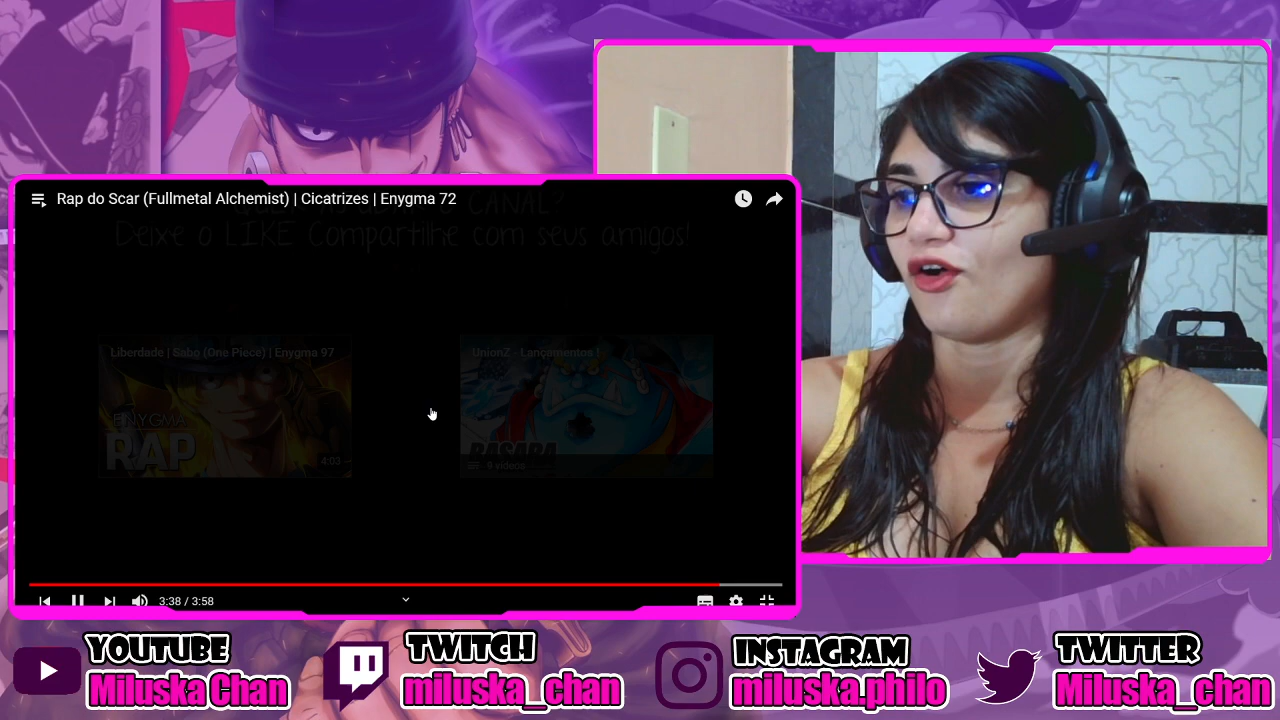 Rap do Scar (Fullmetal Alchemist) | Cicatrizes | Enygma 72
Deixe o LIKE Compartilhe com seus amigos!
Liberdade | Sabo (One Piece) | Enygma 97
ENYGMA
RAP
4:03
UnionZ - Lançamentos !
BASARA
3:38 / 3:58
YOUTUBE
Miluska Chan
TWITCH
miluska_chan
INSTAGRAM
miluska.philo
TWITTER
Miluska_chan